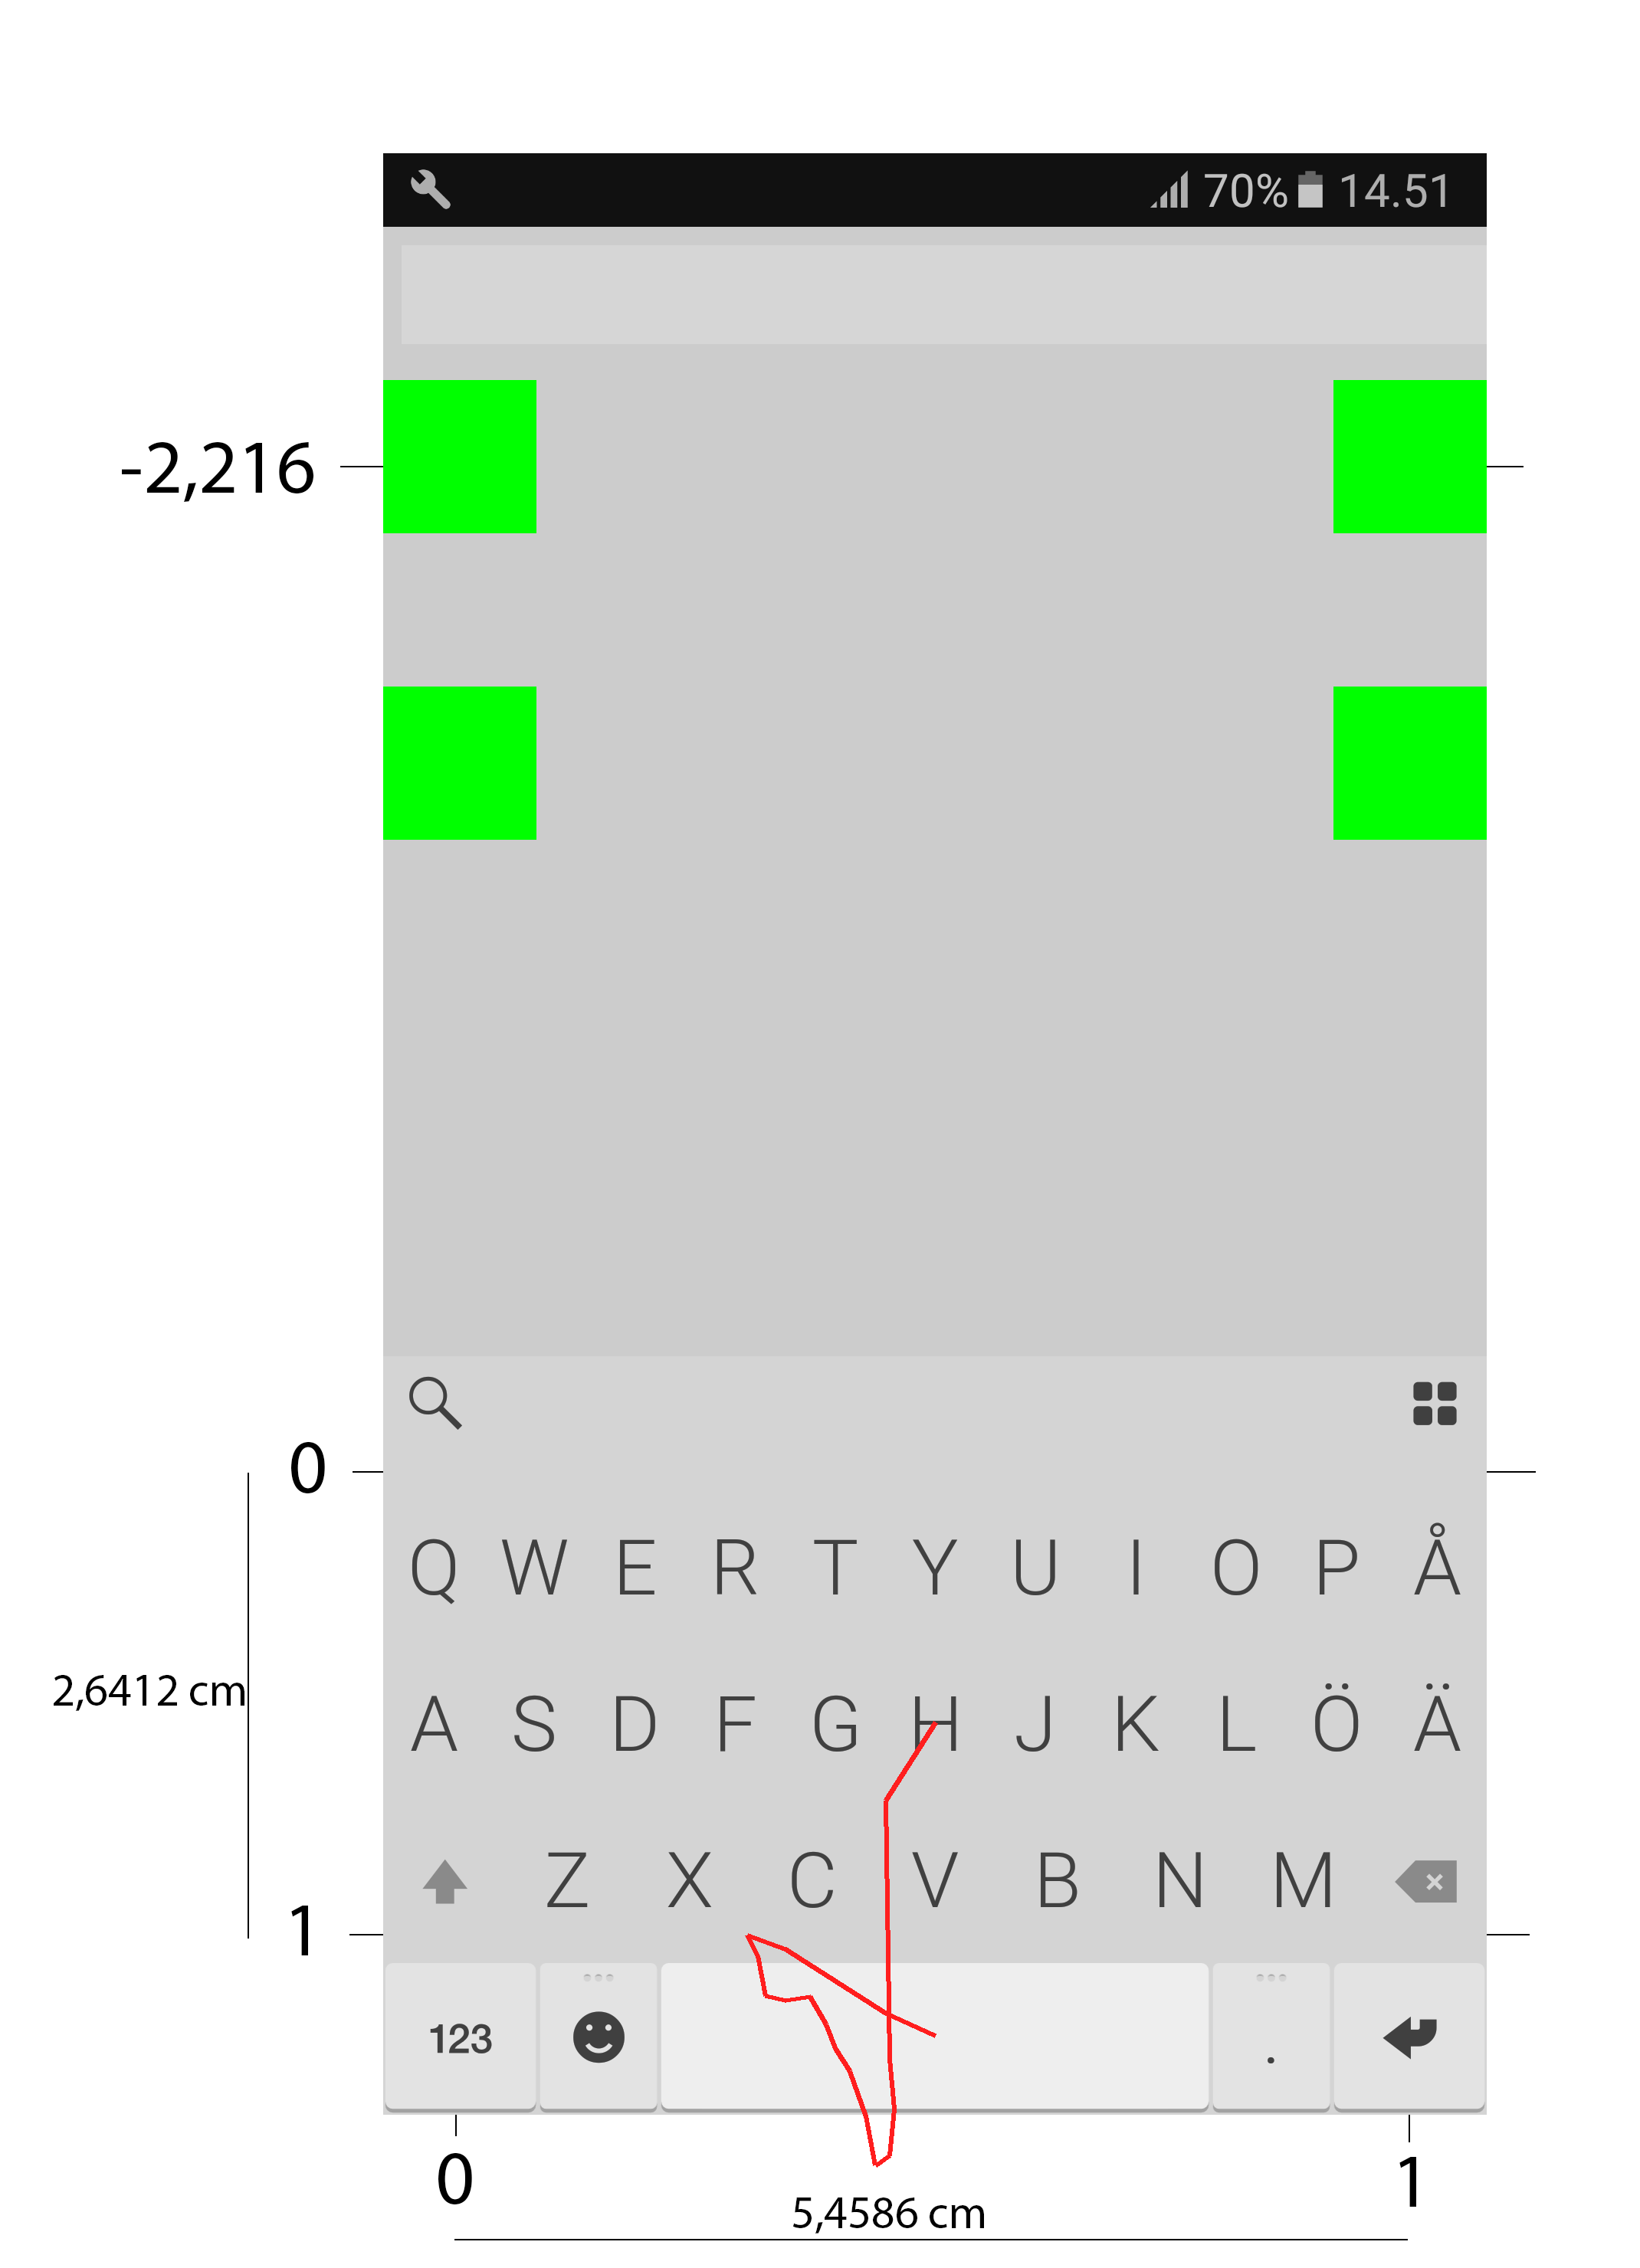 70% 14.51
-2,216
0
Q W E R T Y U I O P Å
2,6412 cm
A S D F G H J K L Ö Ä
Z X C V B N M
1
123 .
0 1
5,4586 cm